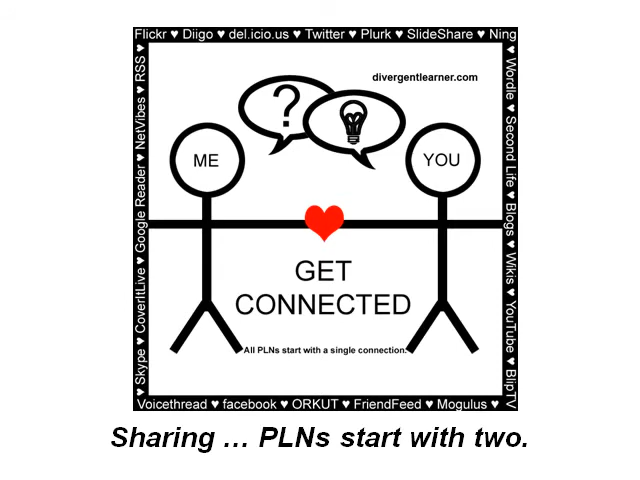 Flickr ♥ Diigo ♥ del.icio.us ♥ Twitter ♥ Plurk ♥ SlideShare ♥ Ning
Wordle ♥ Second Life ♥ Blogs ♥ Wikis ♥ YouTube ♥ BlipTV
♥ Skype ♥ CoverItLive ♥ Google Reader ♥ NetVibes ♥ RSS ♥
divergentlearner.com
?
ME
YOU
GET
CONNECTED
All PLNs start with a single connection.
Voicethread ♥ facebook ♥ ORKUT ♥ FriendFeed ♥ Mogulus ♥
Sharing … PLNs start with two.